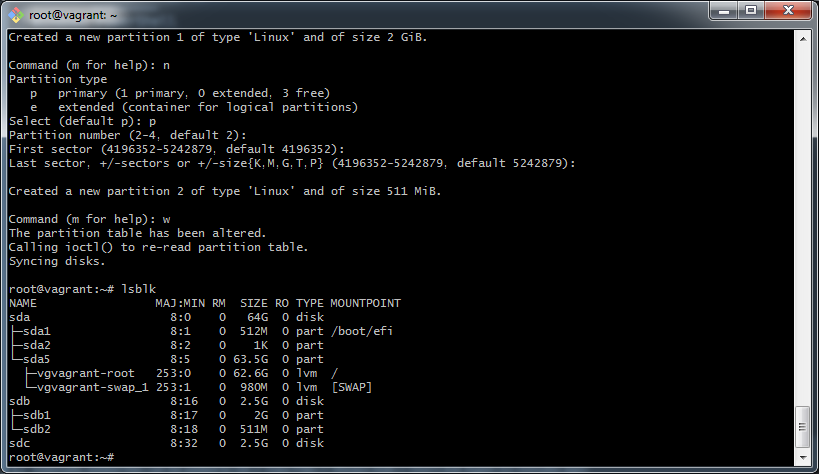 root@vagrant: ~
Created a new partition 1 of type 'Linux' and of size 2 GiB.
Command (m for help): n
Partition type
   p   primary (1 primary, 0 extended, 3 free)
   e   extended (container for logical partitions)
Select (default p): p
Partition number (2-4, default 2):
First sector (4196352-5242879, default 4196352):
Last sector, +/-sectors or +/-size{K,M,G,T,P} (4196352-5242879, default 5242879):
Created a new partition 2 of type 'Linux' and of size 511 MiB.
Command (m for help): w
The partition table has been altered.
Calling ioctl() to re-read partition table.
Syncing disks.
root@vagrant:~# lsblk
NAME                 MAJ:MIN RM  SIZE RO TYPE MOUNTPOINT
sda                    8:0    0   64G  0 disk
├─sda1                 8:1    0  512M  0 part /boot/efi
├─sda2                 8:2    0    1K  0 part
└─sda5                 8:5    0 63.5G  0 part
  ├─vgvagrant-root   253:0    0 62.6G  0 lvm  /
  └─vgvagrant-swap_1 253:1    0  980M  0 lvm  [SWAP]
sdb                    8:16   0  2.5G  0 disk
├─sdb1                 8:17   0    2G  0 part
└─sdb2                 8:18   0  511M  0 part
sdc                    8:32   0  2.5G  0 disk
root@vagrant:~#